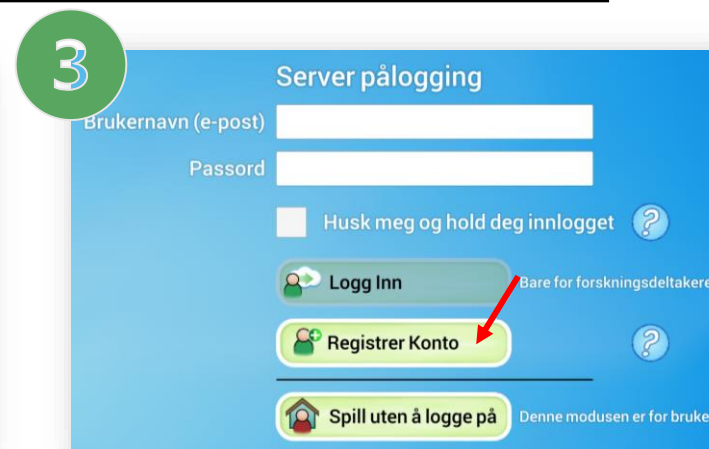 3
Server pålogging
Brukernavn (e-post)
Passord
Husk meg og hold deg innlogget ?
Logg Inn Bare for forskningsdeltakere
Registrer Konto ?
Spill uten å logge på Denne modusen er for bruke